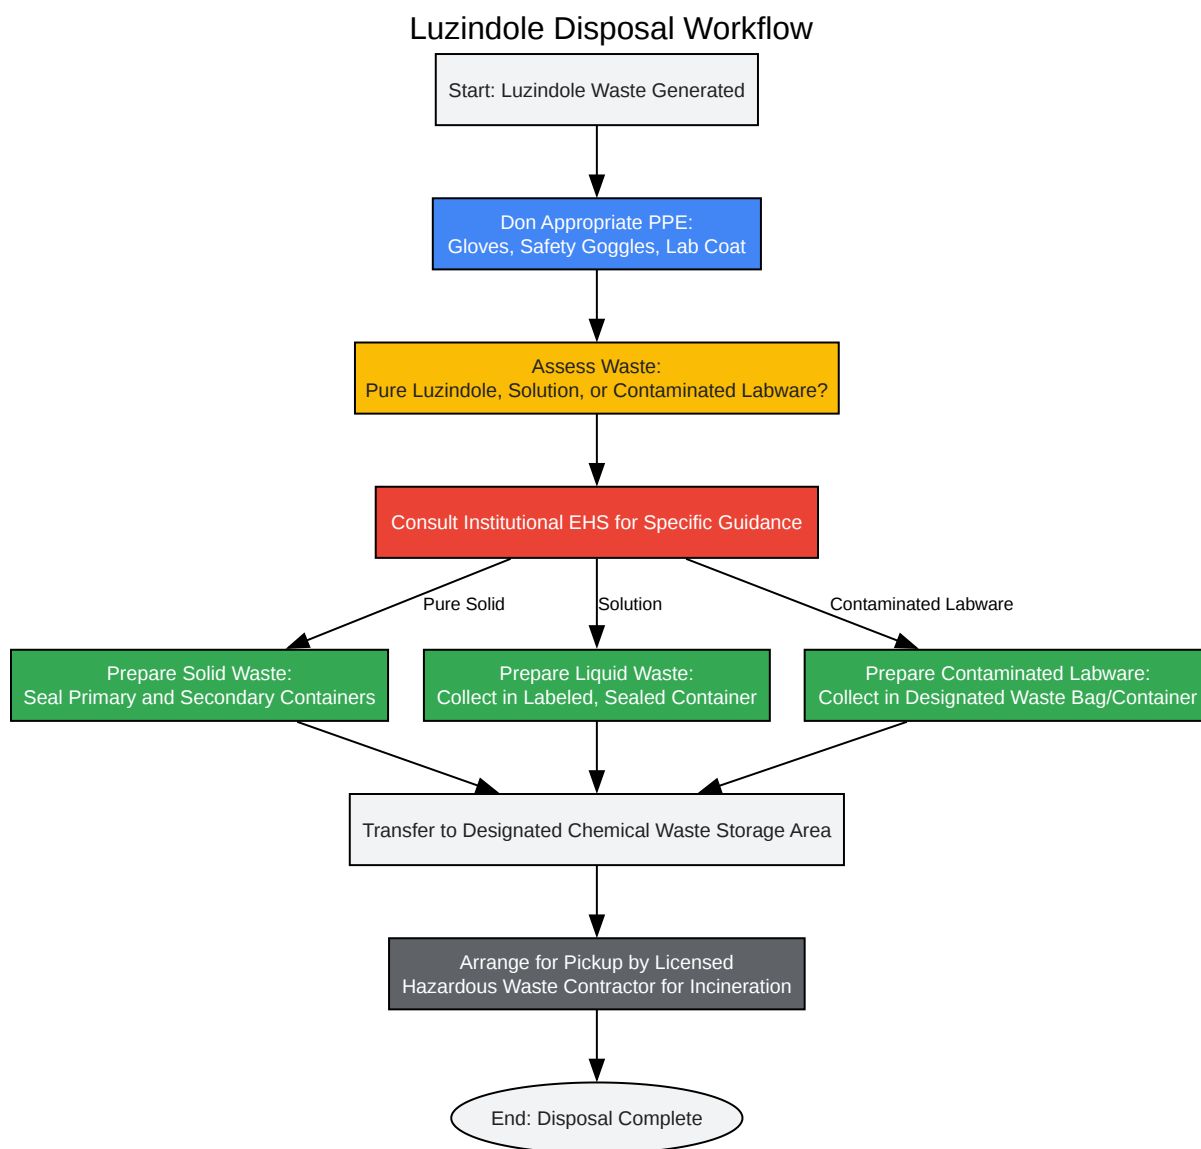 Luzindole Disposal Workflow
Start: Luzindole Waste Generated
Don Appropriate PPE:
Gloves, Safety Goggles, Lab Coat
Assess Waste:
Pure Luzindole, Solution, or Contaminated Labware?
Consult Institutional EHS for Specific Guidance
Pure Solid
Solution
Contaminated Labware
Prepare Solid Waste:
Seal Primary and Secondary Containers
Prepare Liquid Waste:
Collect in Labeled, Sealed Container
Prepare Contaminated Labware:
Collect in Designated Waste Bag/Container
Transfer to Designated Chemical Waste Storage Area
Arrange for Pickup by Licensed
Hazardous Waste Contractor for Incineration
End: Disposal Complete